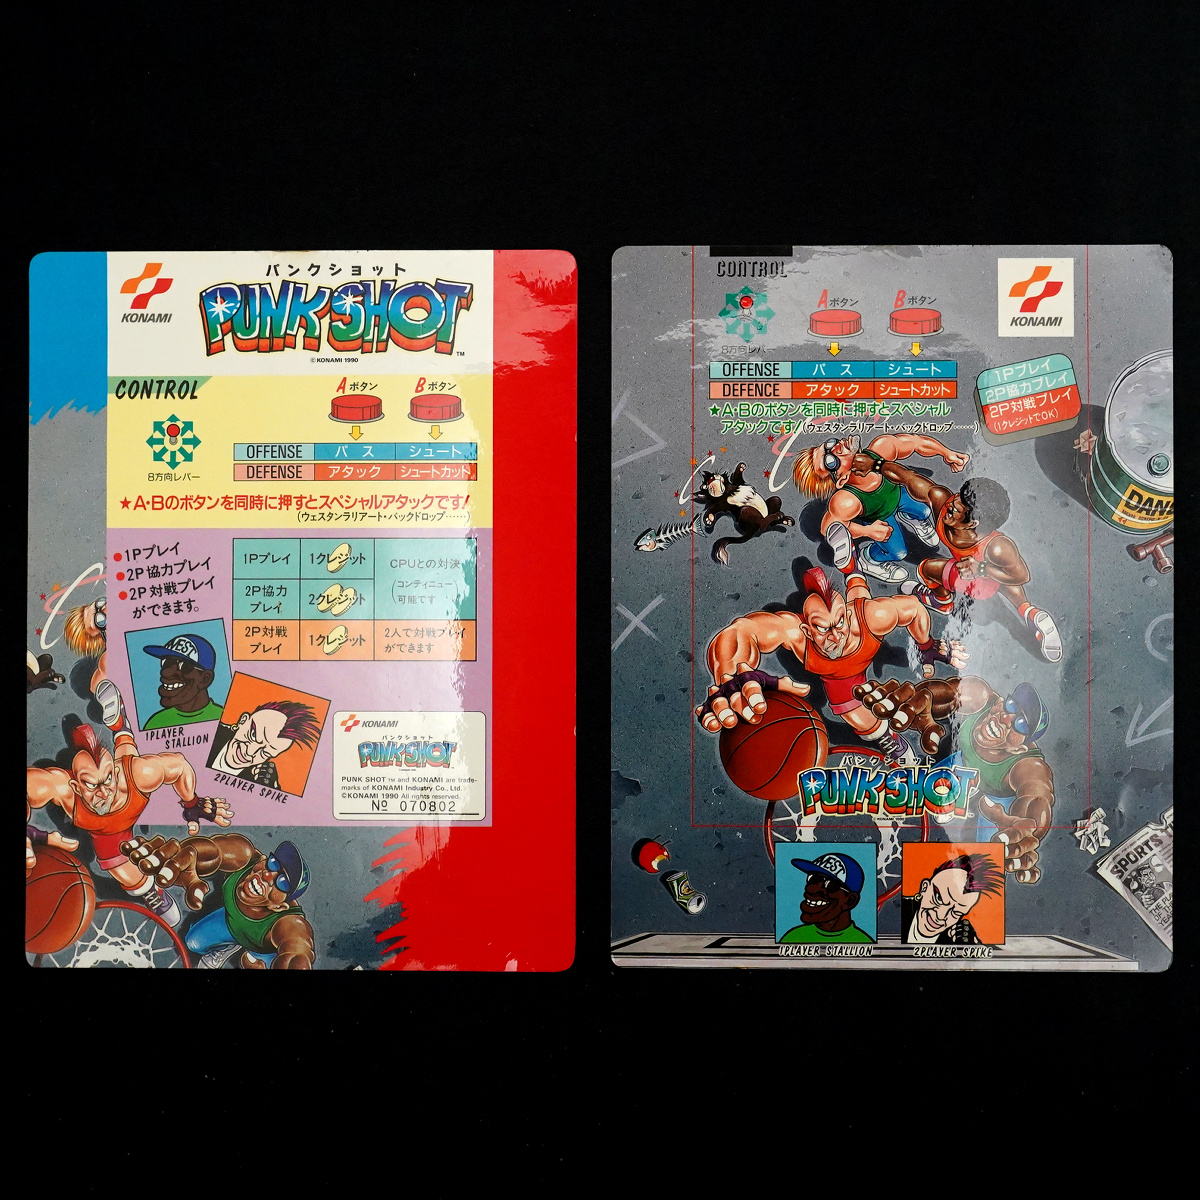 パンクショット
PUNK SHOT
TM
© KONAMI 1990
KONAMI
CONTROL
Aボタン
Bボタン
8方向レバー
OFFENSE パス シュート
DEFENSE アタック シュートカット
★A・Bのボタンを同時に押すとスペシャルアタックです!
(ウェスタンラリアート・バックドロップ……)
●1Pプレイ
●2P協力プレイ
●2P対戦プレイ
ができます。
1Pプレイ 1クレジット CPUとの対決
2P協力プレイ 2クレジット (コンティニュー可能です
2P対戦プレイ 1クレジット 2人で対戦プレイができます
WEST
1PLAYER
STALLION
2PLAYER SPIKE
KONAMI
パンクショット
PUNK SHOT
PUNK SHOT TM and KONAMI are trade-
marks of KONAMI Industry Co., Ltd.
© KONAMI 1990 All rights reserved.
№ 070802
CONTROL
Aボタン
Bボタン
8方向レバー
KONAMI
OFFENSE パス シュート
DEFENCE アタック シュートカット
★A・Bのボタンを同時に押すとスペシャル
アタックです!(ウェスタンラリアート・バックドロップ……)
1Pプレイ
2P協力プレイ
2P対戦プレイ
(1クレジットでOK)
DANA
パンクショット
PUNK SHOT
TM
© KONAMI 1990
SPORTS
WEST
1PLAYER STALLION
2PLAYER SPIKE